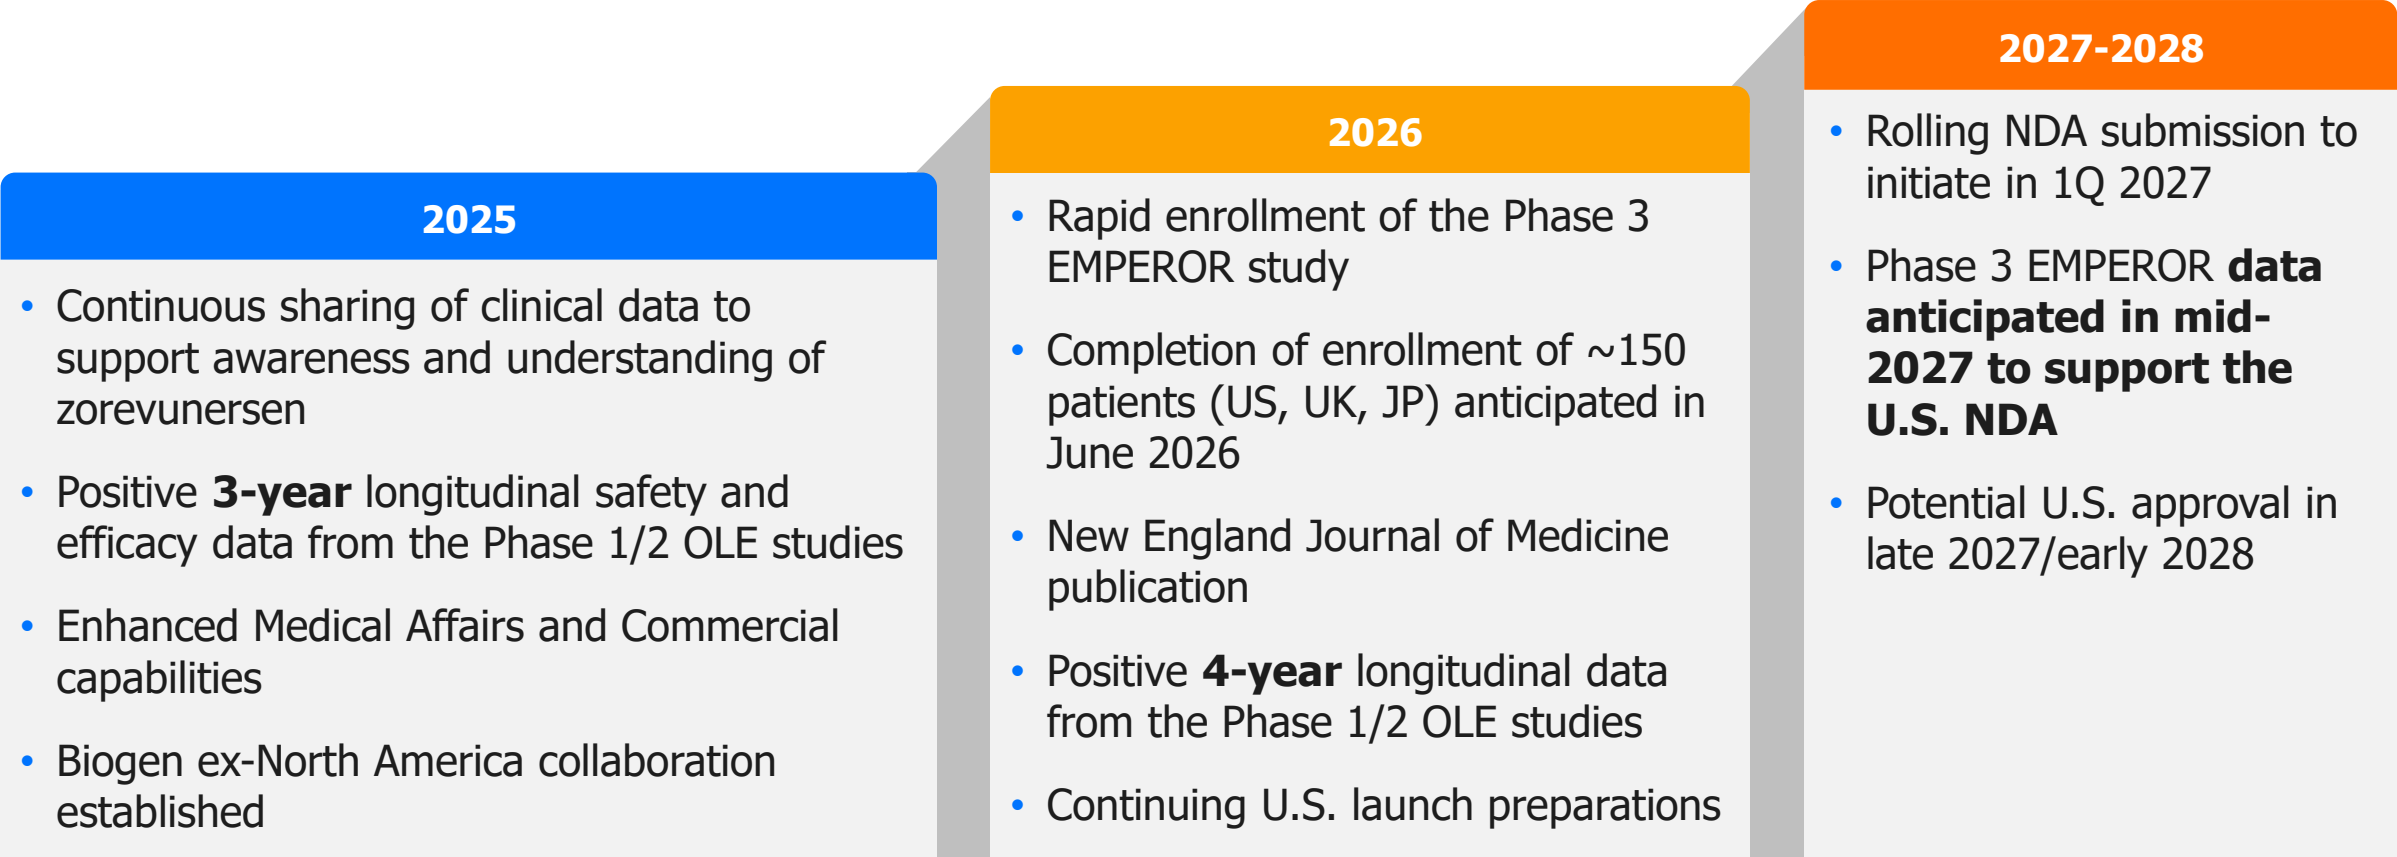 2025
• Continuous sharing of clinical data to
support awareness and understanding of
zorevunersen
• Positive 3-year longitudinal safety and
efficacy data from the Phase 1/2 OLE studies
• Enhanced Medical Affairs and Commercial
capabilities
• Biogen ex-North America collaboration
established
2026
• Rapid enrollment of the Phase 3
EMPEROR study
• Completion of enrollment of ~150
patients (US, UK, JP) anticipated in
June 2026
• New England Journal of Medicine
publication
• Positive 4-year longitudinal data
from the Phase 1/2 OLE studies
• Continuing U.S. launch preparations
2027-2028
• Rolling NDA submission to
initiate in 1Q 2027
• Phase 3 EMPEROR data
anticipated in mid-
2027 to support the
U.S. NDA
• Potential U.S. approval in
late 2027/early 2028